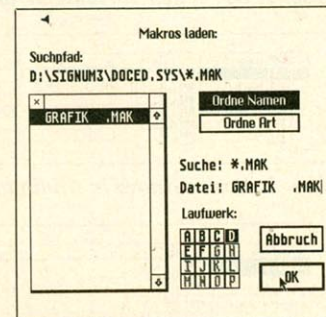 Makros laden:
Suchpfad:
D:\SIGNUM3\DOCED.SYS\*.MAK
Ordne Namen
GRAFIK .MAK
Ordne Art
Suche: *.MAK
Datei: GRAFIK .MAK
Laufwerk:
A B C D
E F G H
I J K L
M N O P
Abbruch
OK